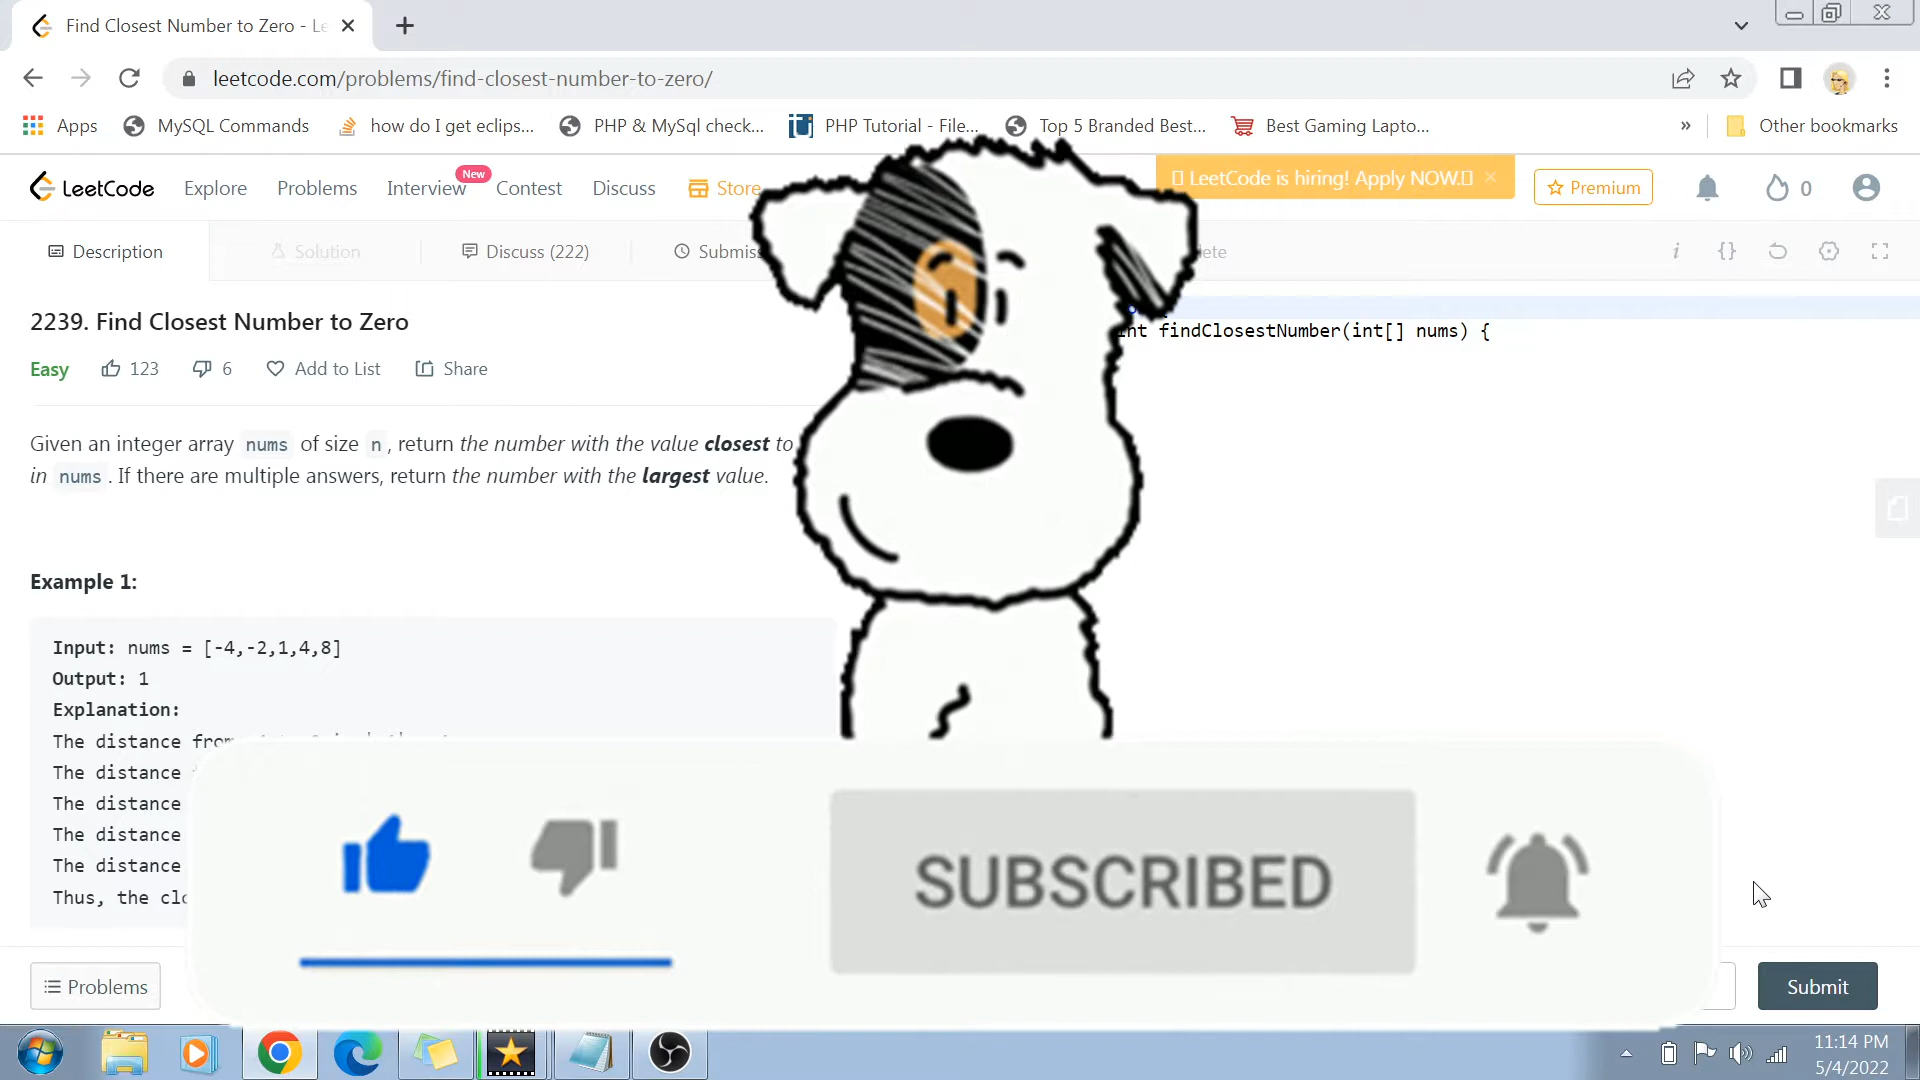 Find Closest Number to Zero - Le
leetcode.com/problems/find-closest-number-to-zero/
Apps
MySQL Commands
how do I get eclips...
PHP & MySql check...
PHP Tutorial - File...
Top 5 Branded Best...
Best Gaming Lapto...
»
Other bookmarks
LeetCode
Explore
Problems
Interview
New
Contest
Discuss
Store
LeetCode is hiring! Apply NOW.
Premium
0
Description
Solution
Discuss (222)
Submiss
i
{}
2239. Find Closest Number to Zero
int findClosestNumber(int[] nums) {
Easy
123
6
Add to List
Share
Given an integer array nums of size n, return the number with the value closest to
in nums. If there are multiple answers, return the number with the largest value.
Example 1:
Input: nums = [-4,-2,1,4,8]
Output: 1
Explanation:
The distance from
The distance
The distance
The distance
The distance
Thus, the clo
SUBSCRIBED
Problems
Submit
11:14 PM
5/4/2022